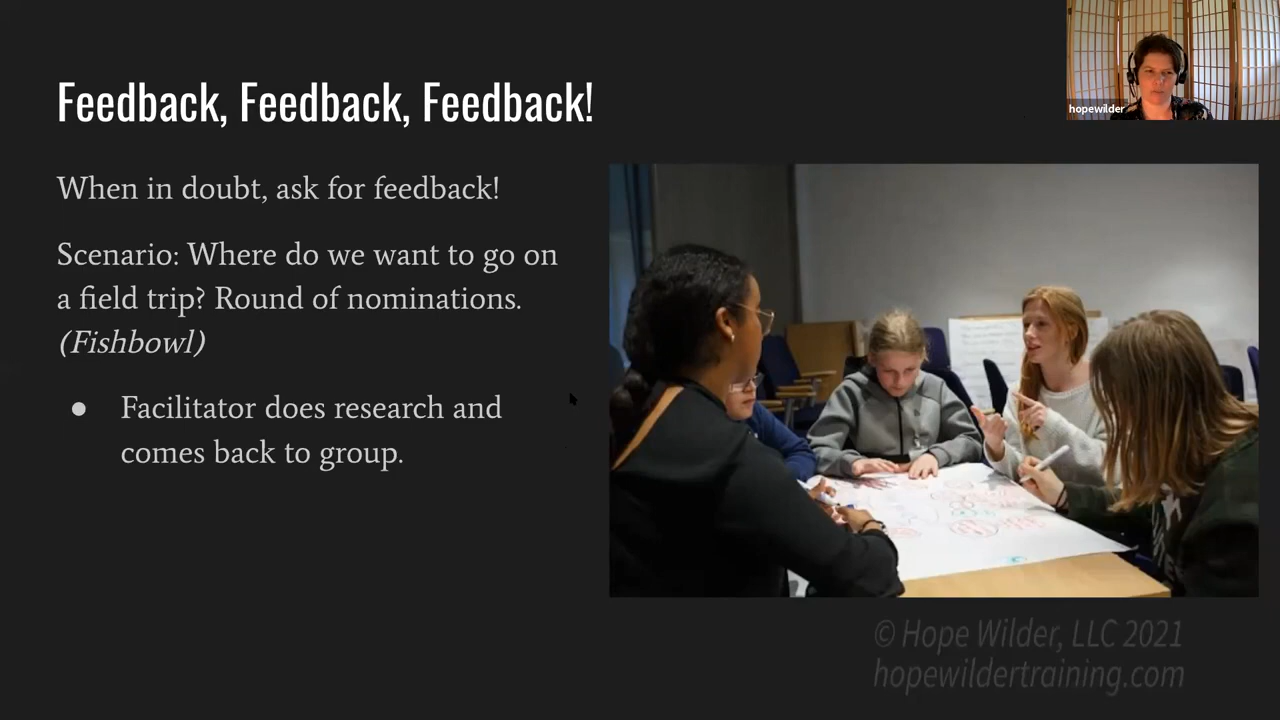 hopewilder
Feedback, Feedback, Feedback!
When in doubt, ask for feedback!
Scenario: Where do we want to go on
a field trip? Round of nominations.
(Fishbowl)
● Facilitator does research and
comes back to group.
© Hope Wilder, LLC 2021
hopewildertraining.com